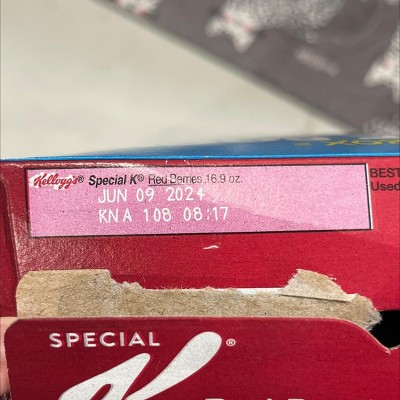 Kellogg's® Special K® Red Berries 16.9 oz.
JUN 09 2024
KNA 108 08:17
BEST
Used
SPECIAL
K®